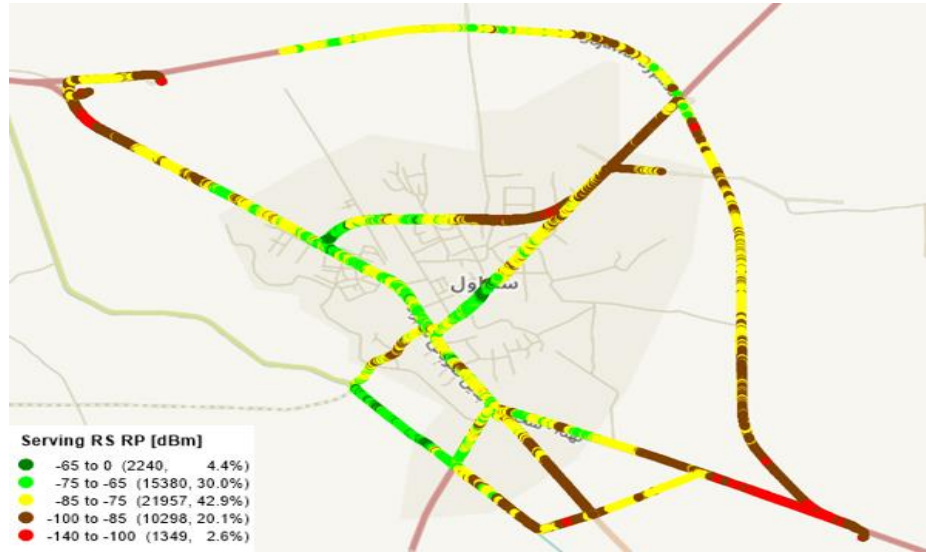 Serving RS RP [dBm]
-65 to 0 (2240, 4.4%)
-75 to -65 (15380, 30.0%)
-85 to -75 (21957, 42.9%)
-100 to -85 (10298, 20.1%)
-140 to -100 (1349, 2.6%)